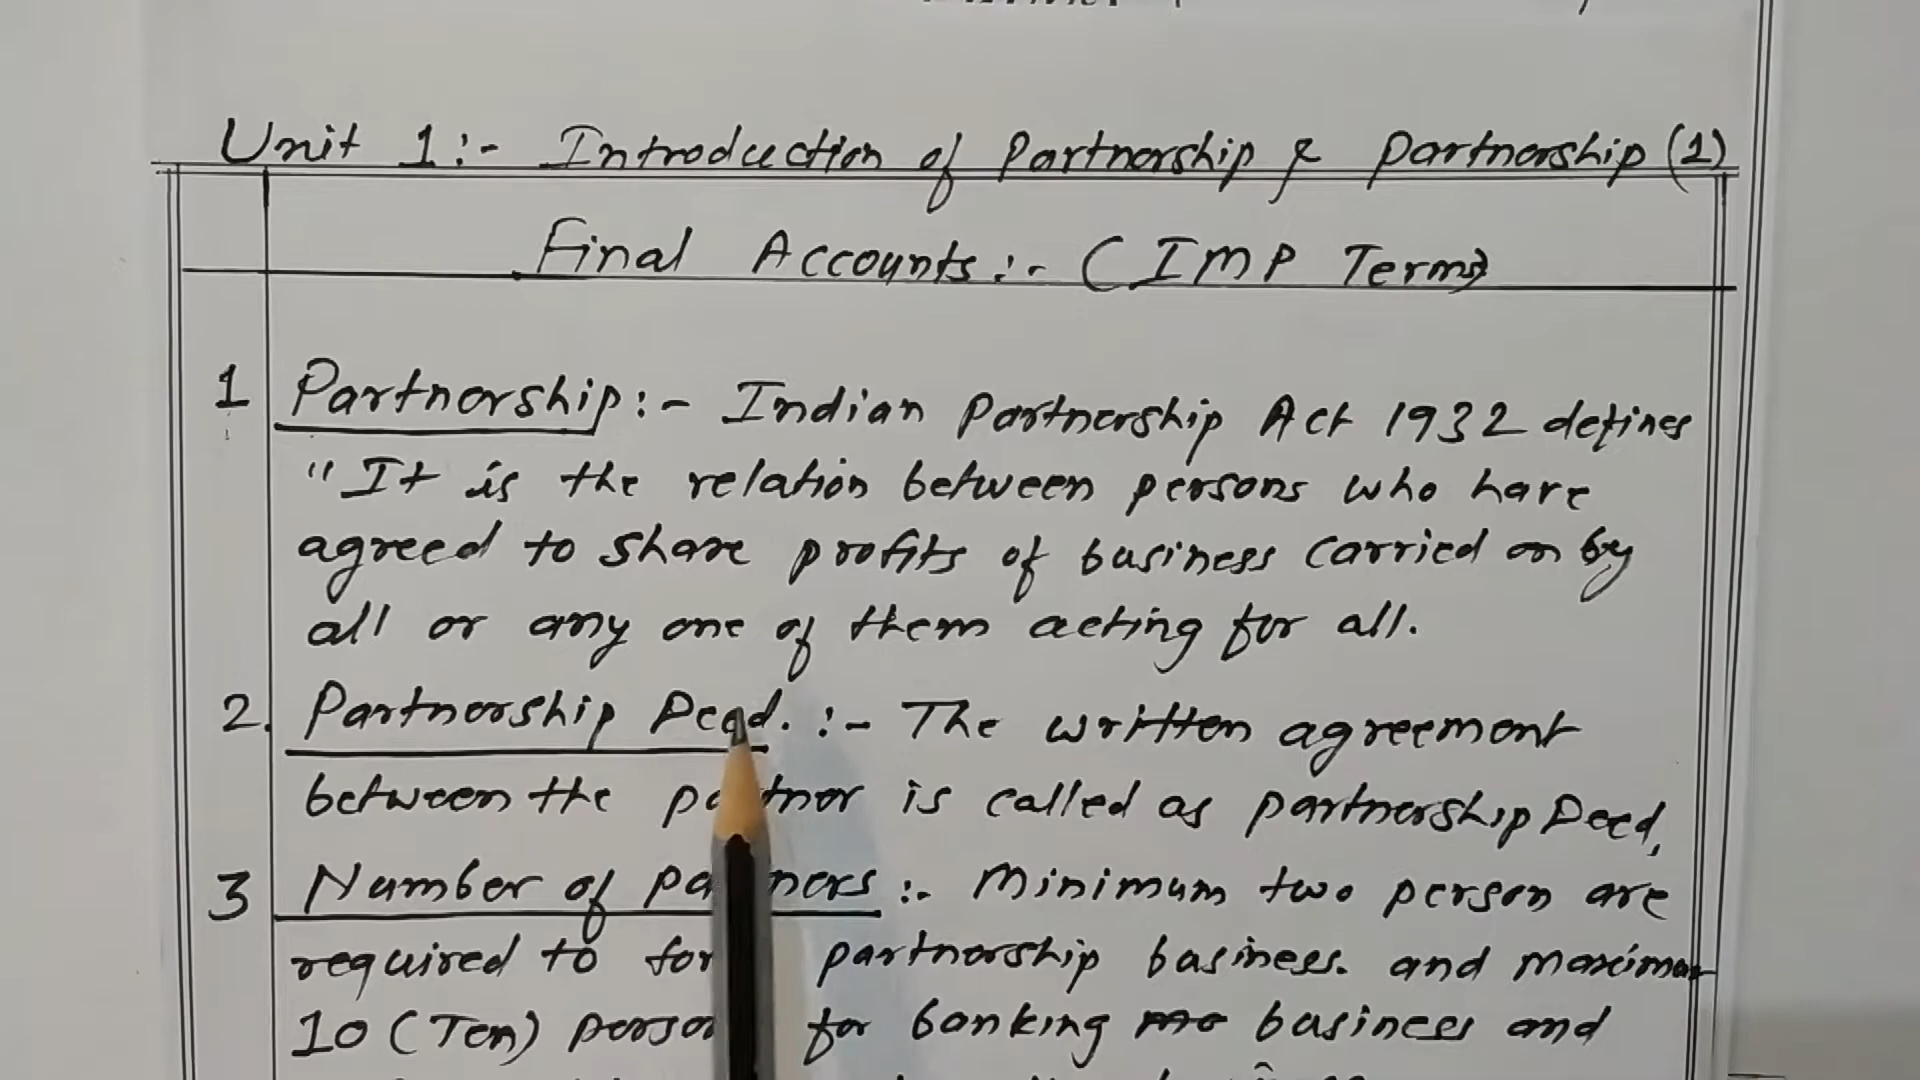 Unit 1:- Introduction of Partnership & Partnership (1)
Final Accounts:- (IMP Terms)
1 Partnership:- Indian Partnership Act 1932 defines
"It is the relation between persons who have
agreed to share profits of business carried on by
all or any one of them acting for all.
2. Partnership Deed. :- The written agreement
between the partner is called as partnership Deed,
3 Number of partners :- Minimum two person are
required to for partnership business. and maximum
10 (Ten) person for banking business and